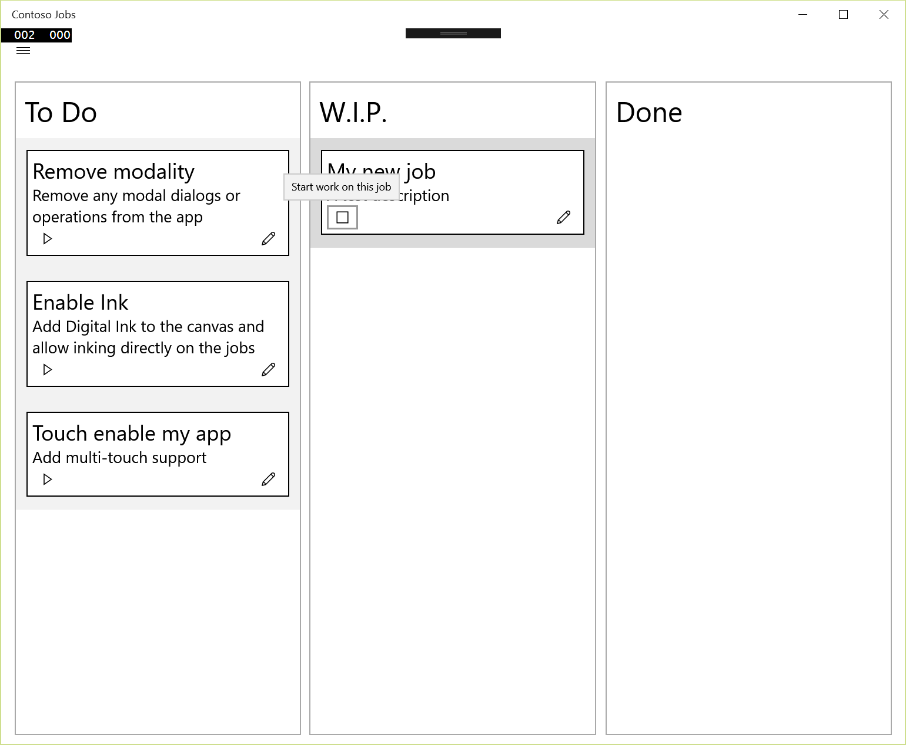 Contoso Jobs
002 000
To Do
Remove modality
Remove any modal dialogs or
operations from the app
Enable Ink
Add Digital Ink to the canvas and
allow inking directly on the jobs
Touch enable my app
Add multi-touch support
W.I.P.
My new job
Start work on this job
description
Done